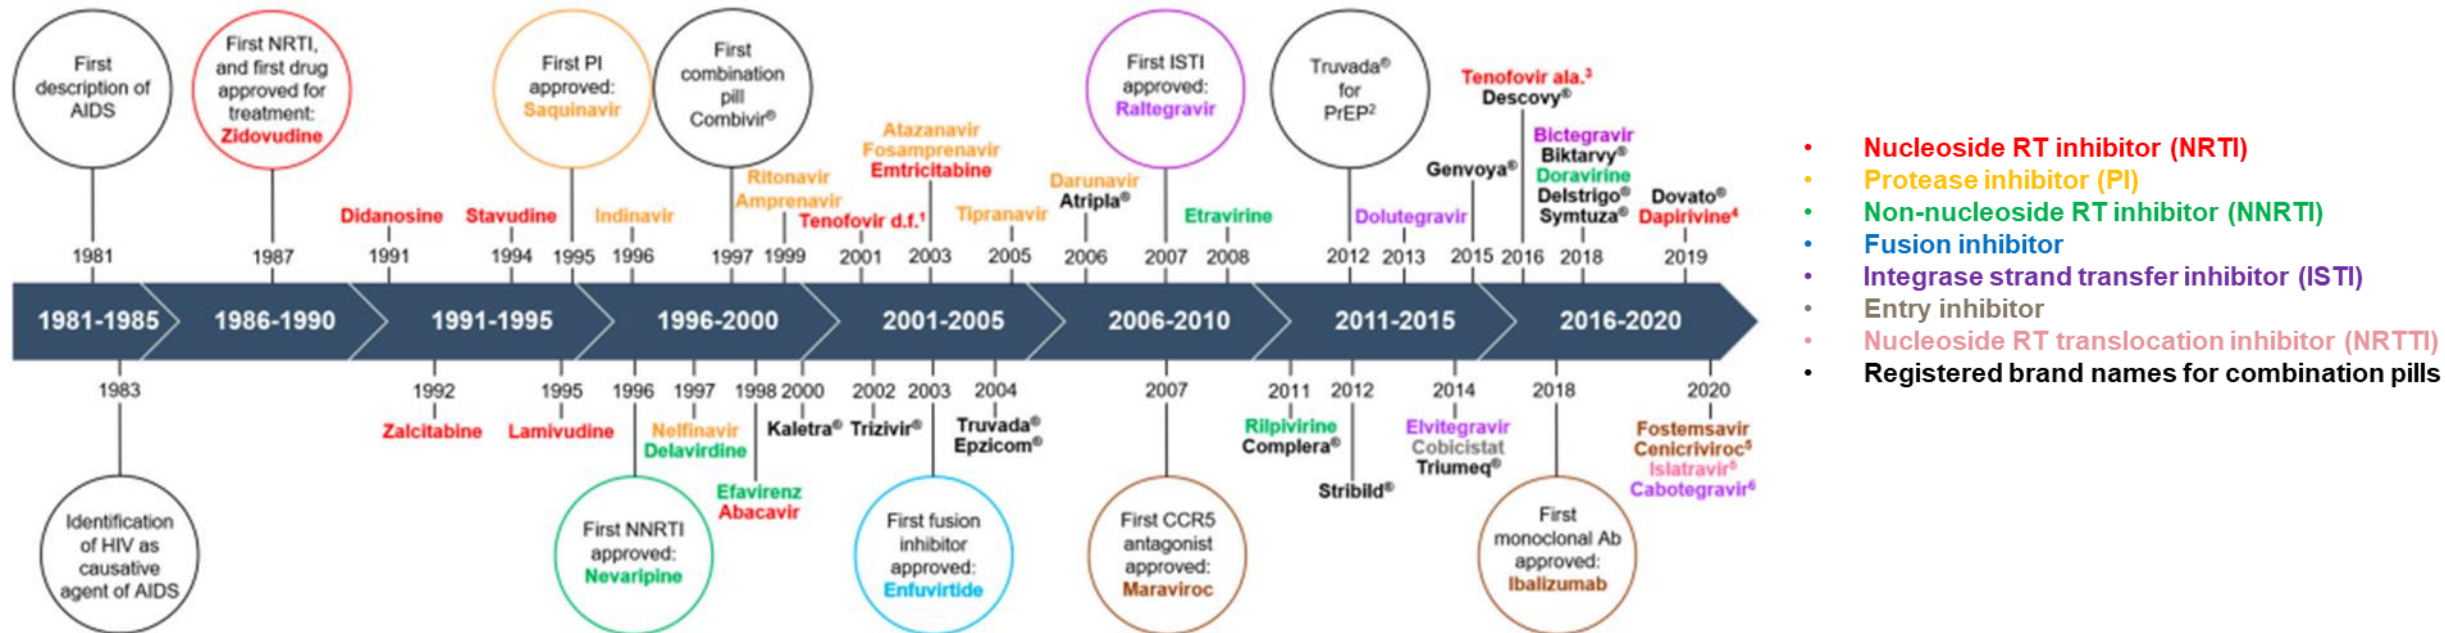 First
description of
AIDS
First NRTI,
and first drug
approved for
treatment:
Zidovudine
First PI
approved:
Saquinavir
First
combination
pill
Combivir®
First ISTI
approved:
Raltegravir
Truvada®
for
PrEP²
Didanosine
Stavudine
Indinavir
Ritonavir
Amprenavir
Tenofovir d.f.¹
Atazanavir
Fosamprenavir
Emtricitabine
Tipranavir
Darunavir
Atripla®
Etravirine
Dolutegravir
Genvoya®
Tenofovir ala.³
Descovy®
Bictegravir
Biktarvy®
Doravirine
Delstrigo®
Symtuza®
Dovato®
Dapirivine⁴
1981 1987 1991 1994 1995 1996 1997 1999 2001 2003 2005 2006 2007 2008 2012 2013 2015 2016 2018 2019
1981-1985 1986-1990 1991-1995 1996-2000 2001-2005 2006-2010 2011-2015 2016-2020
1983 1992 1995 1996 1997 1998 2000 2002 2003 2004 2007 2011 2012 2014 2018 2020
Zalcitabine
Lamivudine
Nelfinavir
Delavirdine
Efavirenz
Abacavir
Kaletra®
Trizivir®
Truvada®
Epzicom®
Rilpivirine
Complera®
Stribild®
Elvitegravir
Cobicistat
Triumeq®
Fostemsavir
Cenicriviroc⁵
Islatravir⁵
Cabotegravir⁶
Identification
of HIV as
causative
agent of AIDS
First NNRTI
approved:
Nevaripine
First fusion
inhibitor
approved:
Enfuvirtide
First CCR5
antagonist
approved:
Maraviroc
First
monoclonal Ab
approved:
Ibalizumab
• Nucleoside RT inhibitor (NRTI)
• Protease inhibitor (PI)
• Non-nucleoside RT inhibitor (NNRTI)
• Fusion inhibitor
• Integrase strand transfer inhibitor (ISTI)
• Entry inhibitor
• Nucleoside RT translocation inhibitor (NRTTI)
• Registered brand names for combination pills